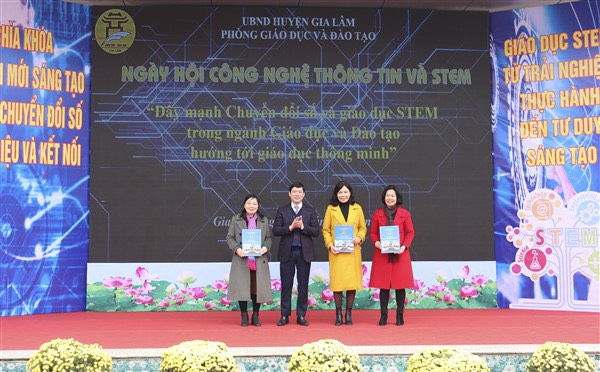 UBND HUYỆN GIA LÂM
PHÒNG GIÁO DỤC VÀ ĐÀO TẠO
NGÀY HỘI CÔNG NGHỆ THÔNG TIN VÀ STEM
“Đẩy mạnh Chuyển đổi số và giáo dục STEM
trong ngành Giáo dục và Đào tạo
hướng tới giáo dục thông minh”
Gia
HÌA KHÓA
I MỚI SÁNG TẠO
CHUYỂN ĐỔI SỐ
IỆU VÀ KẾT NỐI
GIÁO DỤC STE
TỪ TRẢI NGHIỆ
THỰC HÀNH
ĐẾN TƯ DUY
SÁNG TẠO
STEM